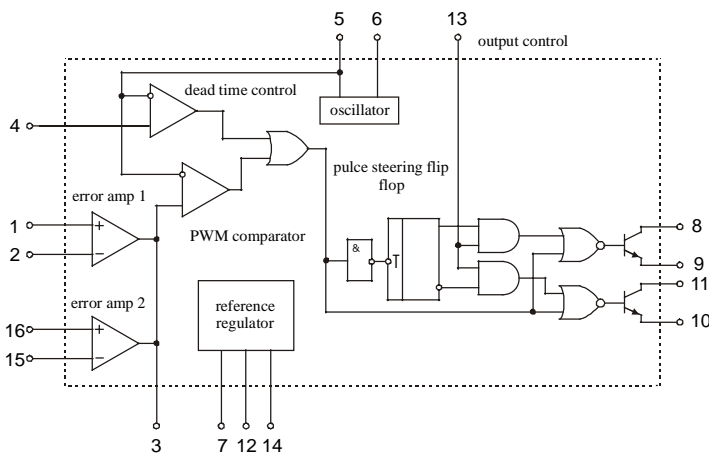 5
6
13
output control
dead time control
oscillator
4
pulce steering flip
flop
error amp 1
1
2
PWM comparator
&
T
8
9
11
10
error amp 2
16
15
+
−
+
−
reference
regulator
3
7
12
14